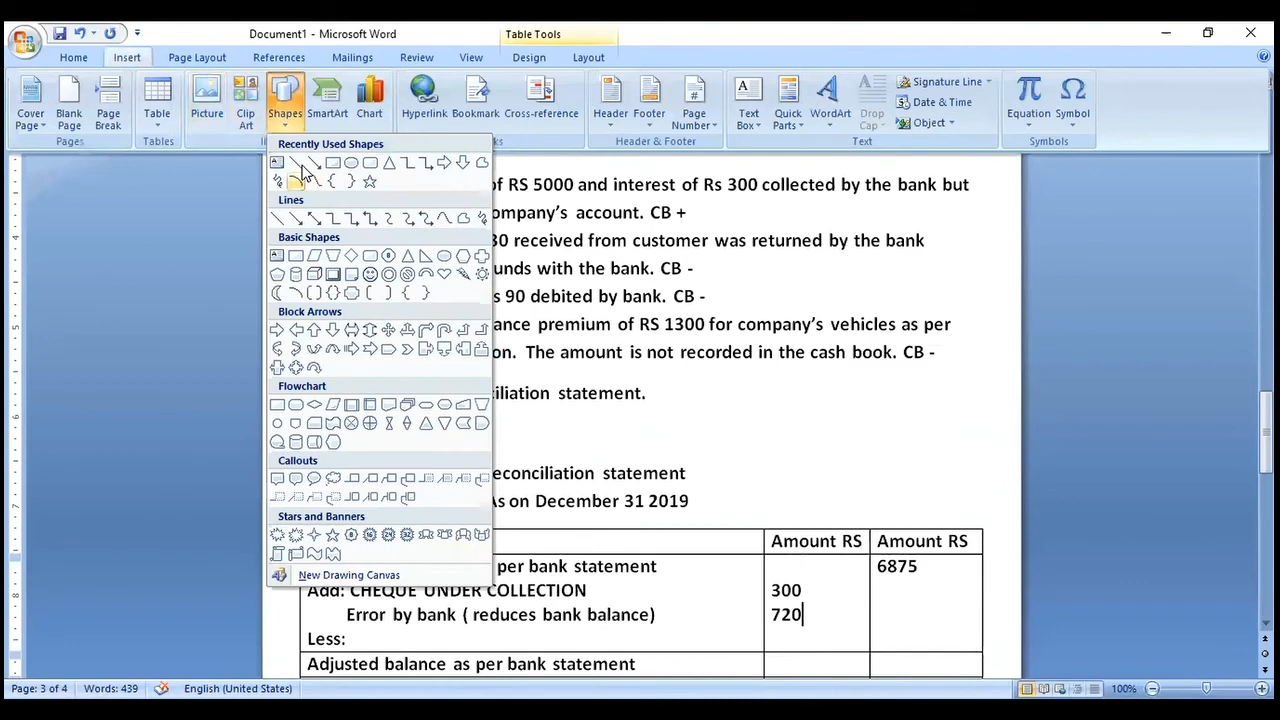 Document1 - Microsoft Word
Table Tools
Home Insert Page Layout References Mailings Review View Design Layout
Cover Page Blank Page Page Break Table Picture Clip Art Shapes SmartArt Chart Hyperlink Bookmark Cross-reference Header Footer Page Number Text Box Quick Parts WordArt Drop Cap Signature Line Date & Time Object Equation Symbol
Pages Tables Header & Footer Text Symbols
Recently Used Shapes
Lines
Basic Shapes
Block Arrows
Flowchart
Callouts
Stars and Banners
New Drawing Canvas
of RS 5000 and interest of Rs 300 collected by the bank but
ompany's account. CB +
30 received from customer was returned by the bank
unds with the bank. CB -
s 90 debited by bank. CB -
ance premium of RS 1300 for company's vehicles as per
on. The amount is not recorded in the cash book. CB -
ciliation statement.
econciliation statement
As on December 31 2019
Amount RS Amount RS
per bank statement 6875
Add: CHEQUE UNDER COLLECTION 300
Error by bank ( reduces bank balance) 720
Less:
Adjusted balance as per bank statement
Page: 3 of 4 Words: 439 English (United States) 100%